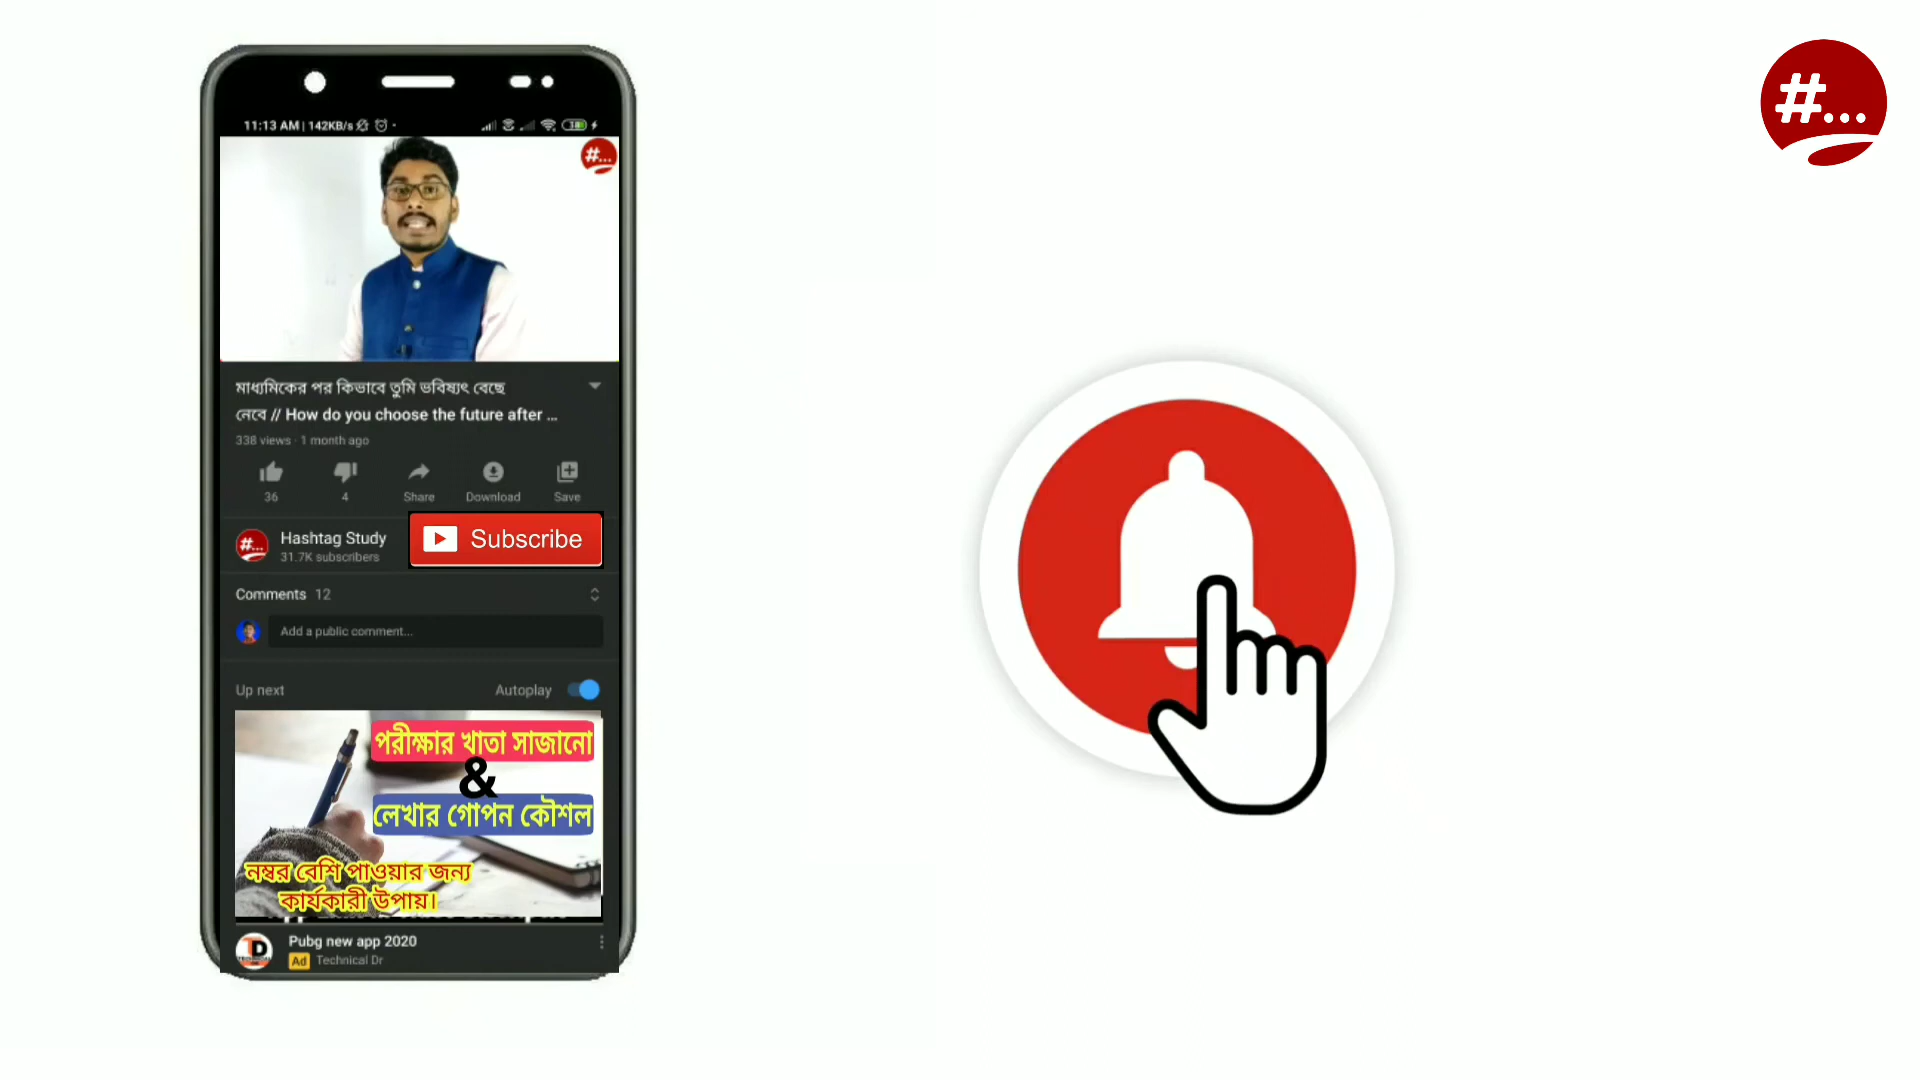 #...
11:13 AM | 142KB/s
#...
মাধ্যমিকের পর কিভাবে তুমি ভবিষ্যৎ বেছে
নেবে // How do you choose the future after ...
338 views · 1 month ago
36
4
Share
Download
Save
#...
Hashtag Study
31.7K subscribers
Subscribe
Comments 12
Add a public comment...
Up next
Autoplay
পরীক্ষার খাতা সাজানো
&
লেখার গোপন কৌশল
নম্বর বেশি পাওয়ার জন্য
কার্যকারী উপায়।
TD
Pubg new app 2020
Ad Technical Dr